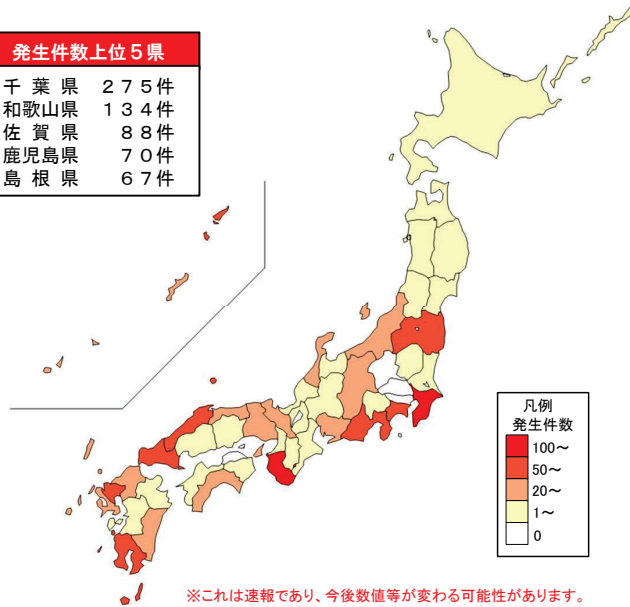 発生件数上位５県
千 葉 県　２７５件
和歌山県　１３４件
佐 賀 県　　８８件
鹿児島県　　７０件
島 根 県　　６７件
凡例
発生件数
100～
50～
20～
1～
0
※これは速報であり、今後数値等が変わる可能性があります。